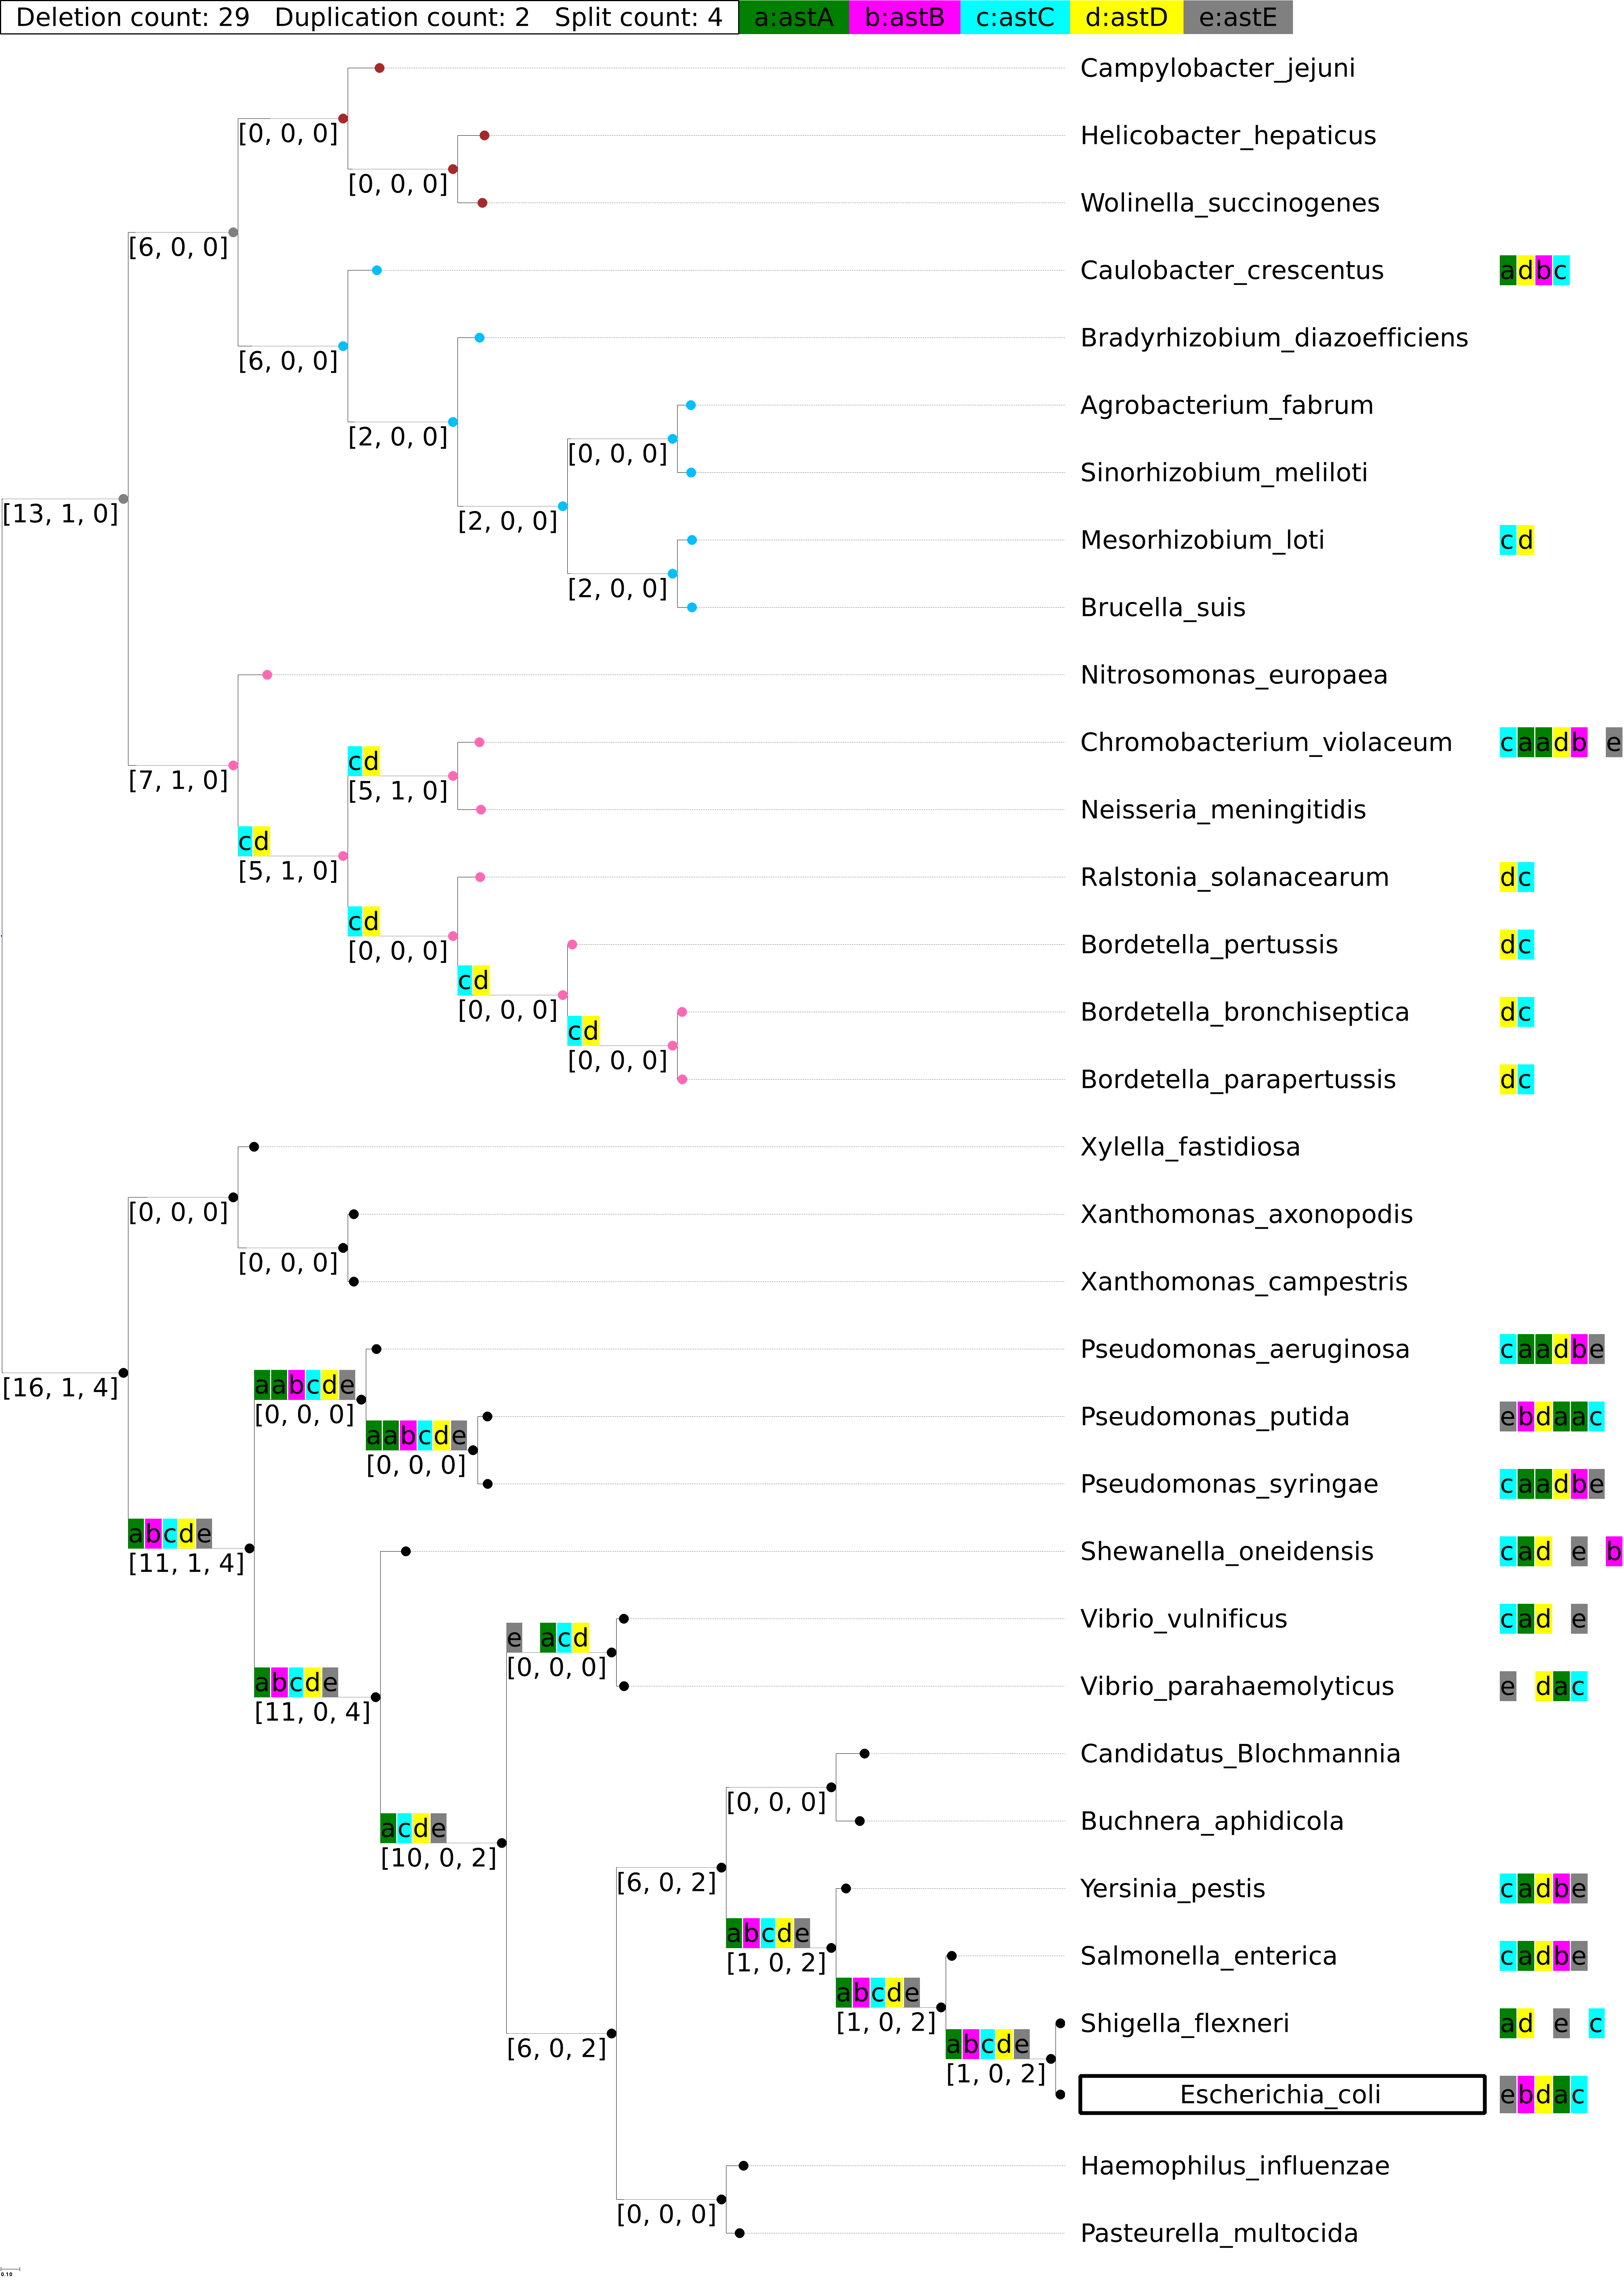 Deletion count: 29 Duplication count: 2 Split count: 4 a:astA b:astB c:astC d:astD e:astE
Campylobacter_jejuni
[0, 0, 0]
Helicobacter_hepaticus
[0, 0, 0]
Wolinella_succinogenes
[6, 0, 0]
Caulobacter_crescentus adbc
Bradyrhizobium_diazoefficiens
[6, 0, 0]
Agrobacterium_fabrum
[2, 0, 0]
[0, 0, 0]
Sinorhizobium_meliloti
[13, 1, 0]
[2, 0, 0]
Mesorhizobium_loti cd
[2, 0, 0]
Brucella_suis
Nitrosomonas_europaea
Chromobacterium_violaceum caadb e
cd
[7, 1, 0]
[5, 1, 0]
Neisseria_meningitidis
cd
[5, 1, 0]
Ralstonia_solanacearum dc
cd
[0, 0, 0]
Bordetella_pertussis dc
cd
[0, 0, 0]
Bordetella_bronchiseptica dc
cd
[0, 0, 0]
Bordetella_parapertussis dc
Xylella_fastidiosa
[0, 0, 0]
Xanthomonas_axonopodis
[0, 0, 0]
Xanthomonas_campestris
Pseudomonas_aeruginosa caadbe
[16, 1, 4]
aabcde
[0, 0, 0]
Pseudomonas_putida ebdaac
aabcde
[0, 0, 0]
Pseudomonas_syringae caadbe
abcde
[11, 1, 4]
Shewanella_oneidensis cad e b
Vibrio_vulnificus cad e
e acd
[0, 0, 0]
Vibrio_parahaemolyticus e dac
abcde
[11, 0, 4]
Candidatus_Blochmannia
[0, 0, 0]
Buchnera_aphidicola
acde
[10, 0, 2]
[6, 0, 2]
Yersinia_pestis cadbe
abcde
[1, 0, 2]
Salmonella_enterica cadbe
abcde
[1, 0, 2]
Shigella_flexneri ad e c
[6, 0, 2]
abcde
[1, 0, 2]
Escherichia_coli ebdac
Haemophilus_influenzae
[0, 0, 0]
Pasteurella_multocida
0.10